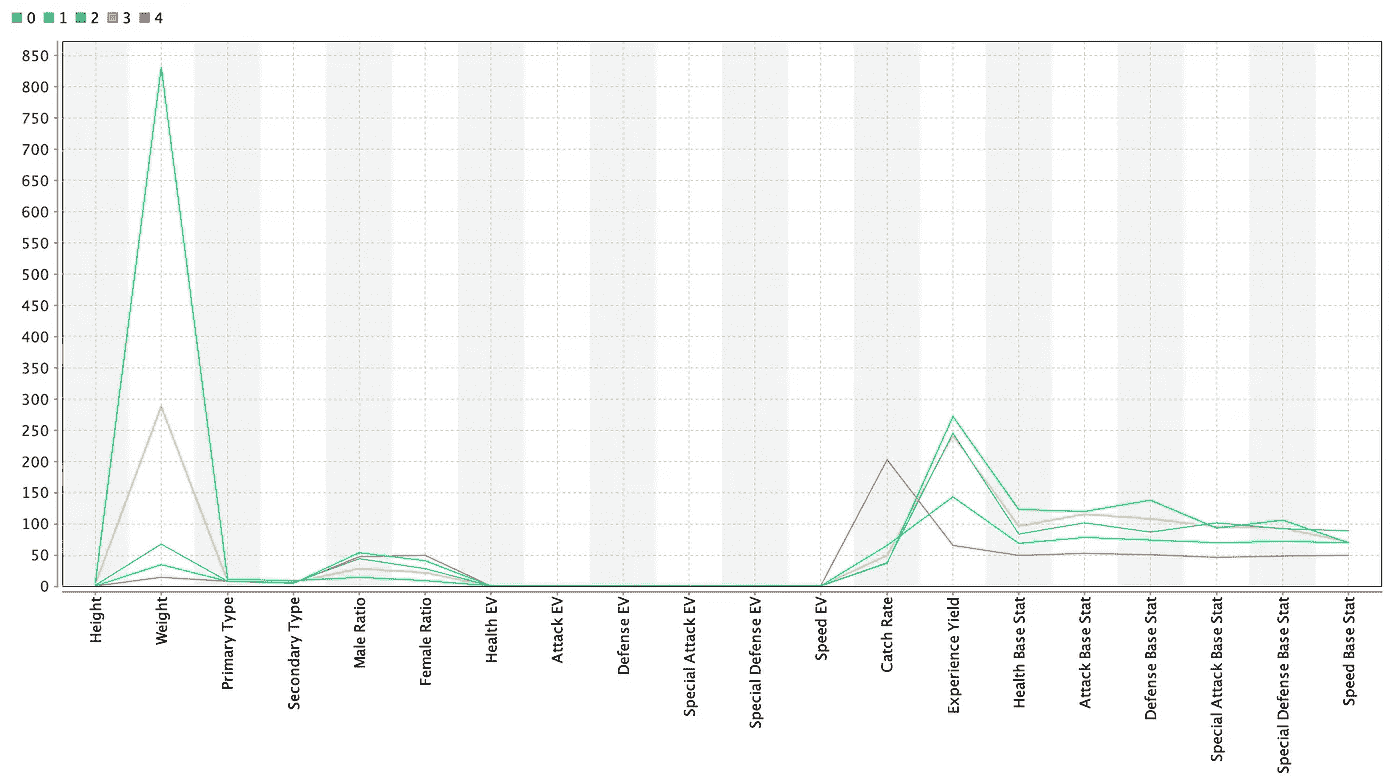 0 1 2 3 4
850
800
750
700
650
600
550
500
450
400
350
300
250
200
150
100
50
0
Height
Weight
Primary Type
Secondary Type
Male Ratio
Female Ratio
Health EV
Attack EV
Defense EV
Special Attack EV
Special Defense EV
Speed EV
Catch Rate
Experience Yield
Health Base Stat
Attack Base Stat
Defense Base Stat
Special Attack Base Stat
Special Defense Base Stat
Speed Base Stat